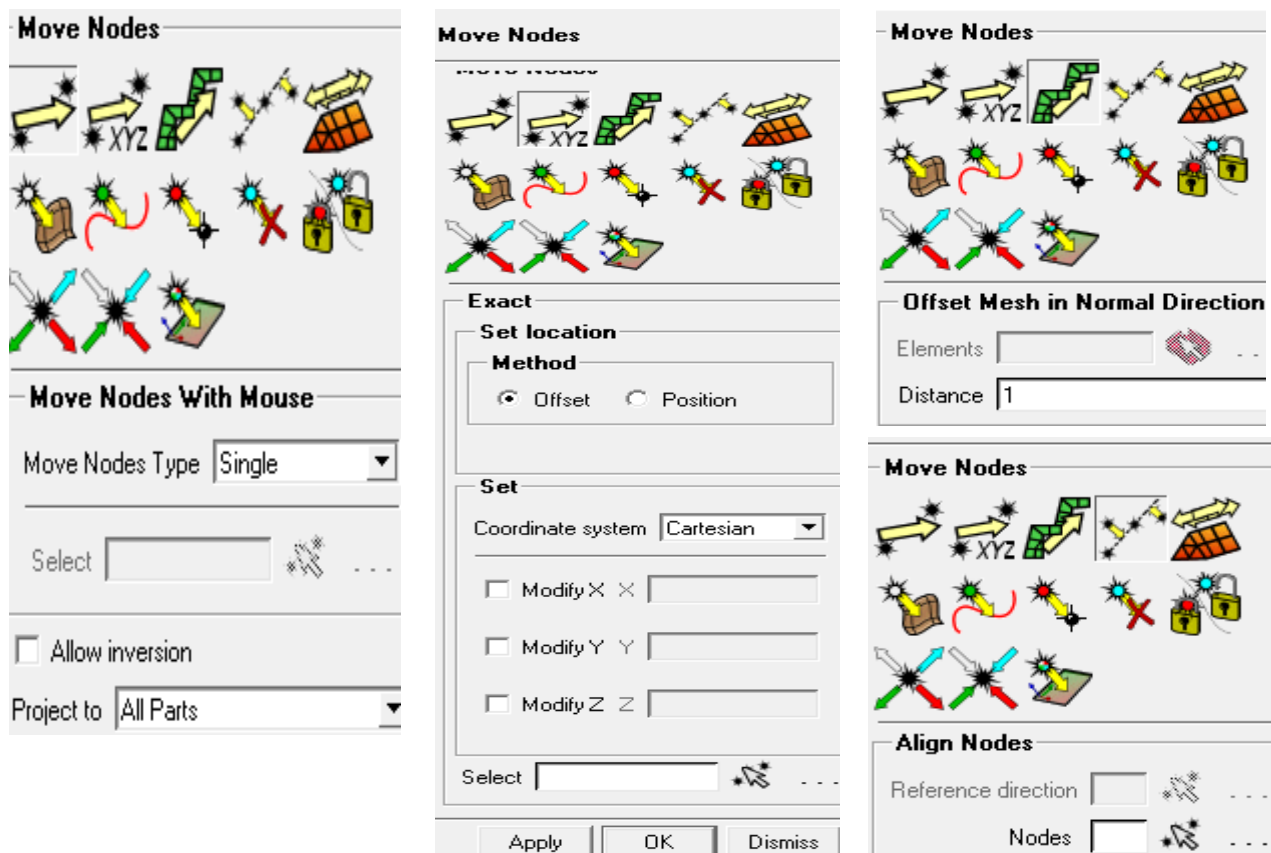 Move Nodes
XYZ
Move Nodes With Mouse
Move Nodes Type Single
Select ...
Allow inversion
Project to All Parts
Move Nodes
Move Nodes
XYZ
Exact
Set location
Method
Offset Position
Set
Coordinate system Cartesian
Modify X X
Modify Y Y
Modify Z Z
Select ...
Apply OK Dismiss
Move Nodes
XYZ
Offset Mesh in Normal Direction
Elements ..
Distance 1
Move Nodes
XYZ
Align Nodes
Reference direction ...
Nodes ...